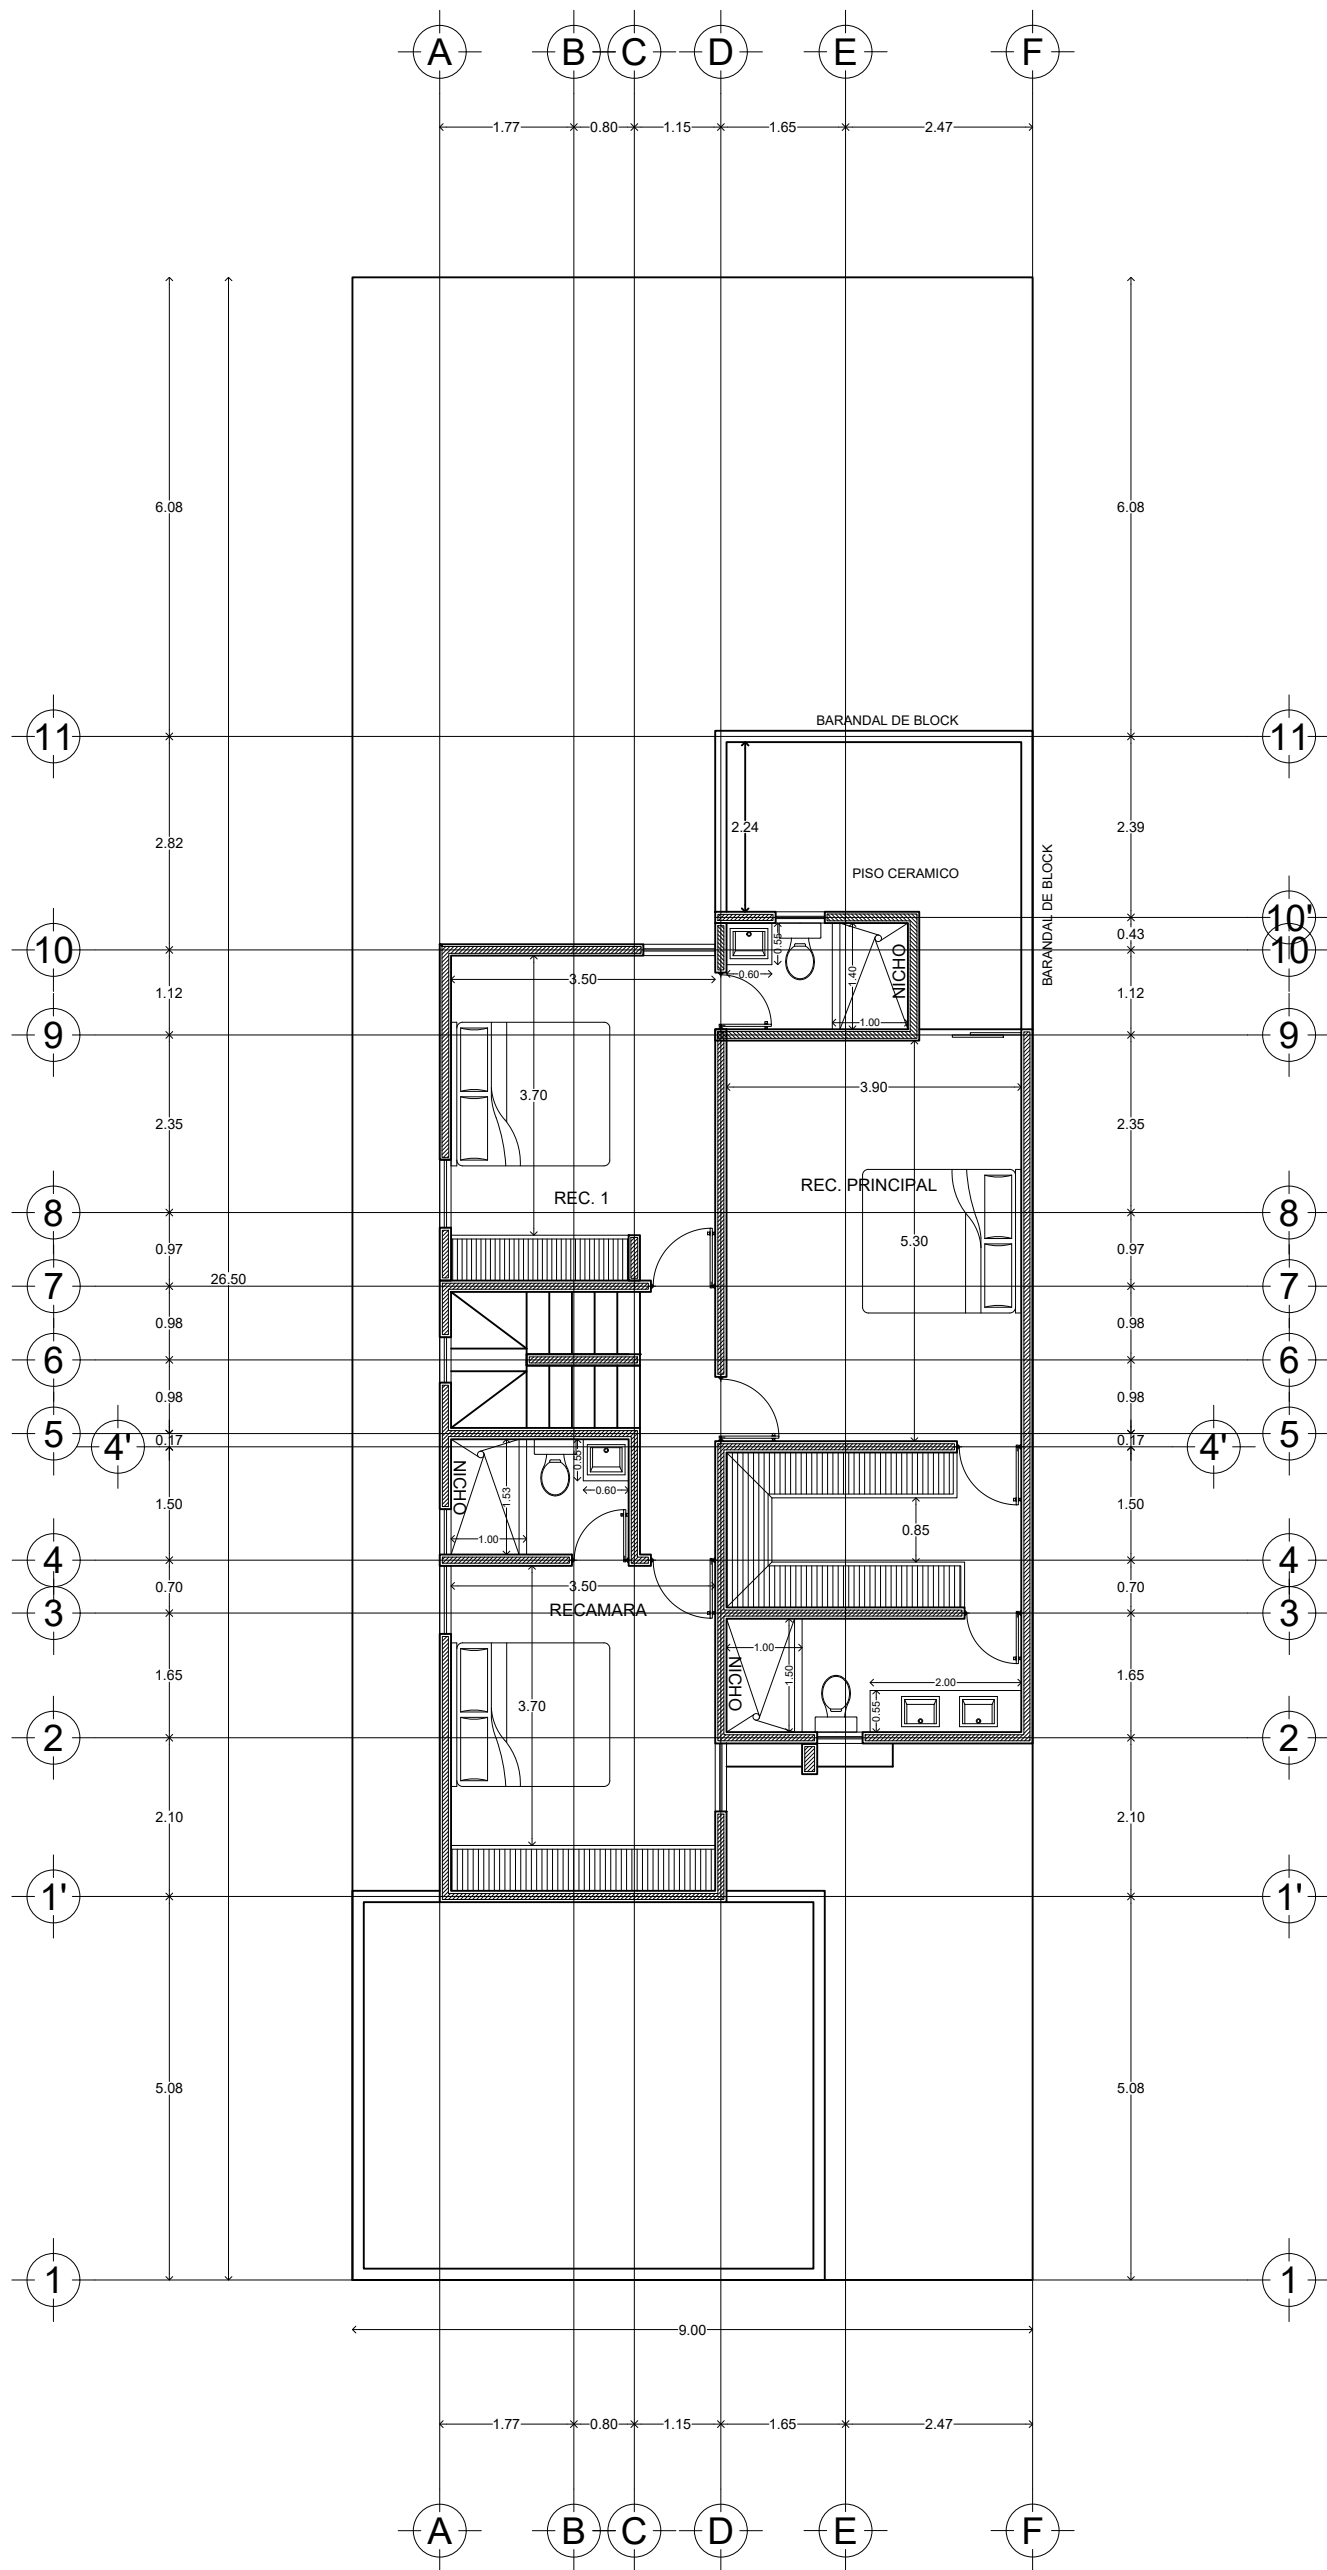 A B C D E F
1.77 0.80 1.15 1.65 2.47
6.08 6.08
11 BARANDAL DE BLOCK 11
2.24 2.39
2.82
PISO CERAMICO
BARANDAL DE BLOCK
10'
0.43
10 0.55 10
NICHO
0.60 1.40
3.50
1.12 1.00 1.12
9 9
3.90
3.70
2.35 2.35
REC. PRINCIPAL
REC. 1
8 8
5.30
0.97 0.97
26.50
7 7
0.98 0.98
6 6
0.98 0.98
5 5
4' 0.17 0.17 4'
0.55
NICHO
0.60 1.53
1.50 1.50
0.85
1.00
4 4
0.70 3.50 0.70
RECAMARA
3 3
1.00
1.65 1.50 1.65
NICHO 2.00
3.70 0.55
2 2
2.10 2.10
1' 1'
5.08 5.08
1 1
9.00
1.77 0.80 1.15 1.65 2.47
A B C D E F